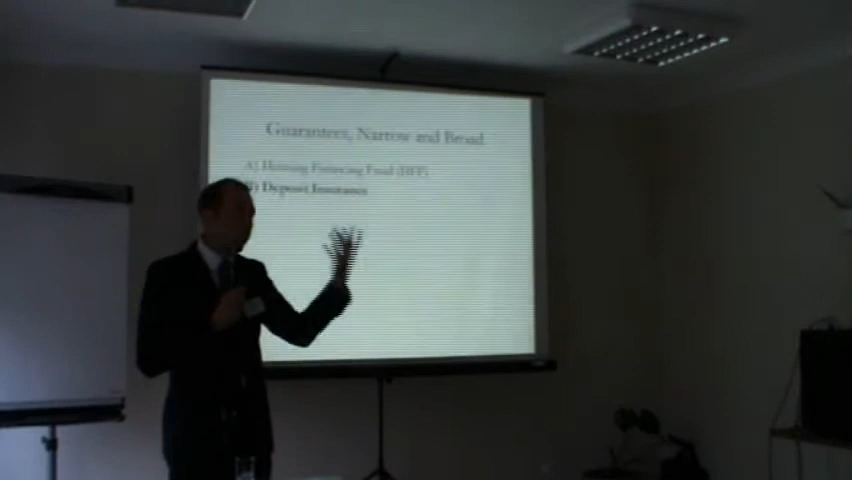 Guarantees, Narrow and Broad
A) Housing Financing Fund (HFF)
B) Deposit Insurance